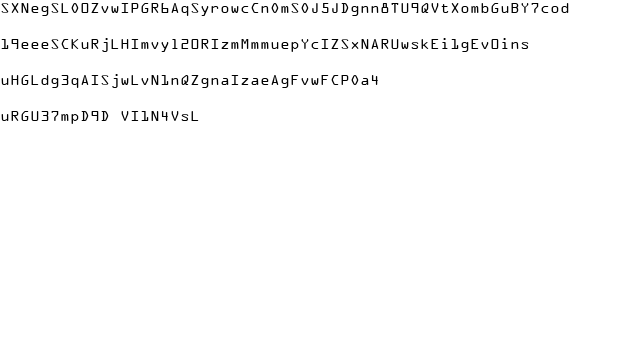 SXNegSL0OZvwIPGR6AqSyrowcCn0mS0J5JDgnn8TU9QVtXombGuBY7cod
19eeeSCKuRjLHImvy12ORIzmMmmuepYcIZSxNARUwskEi1gEvOins
uHGLdg3qAISjwLvN1nQZgnaIzaeAgFvwFCP0a4
uRGU37mpD9D VI1N4VsL